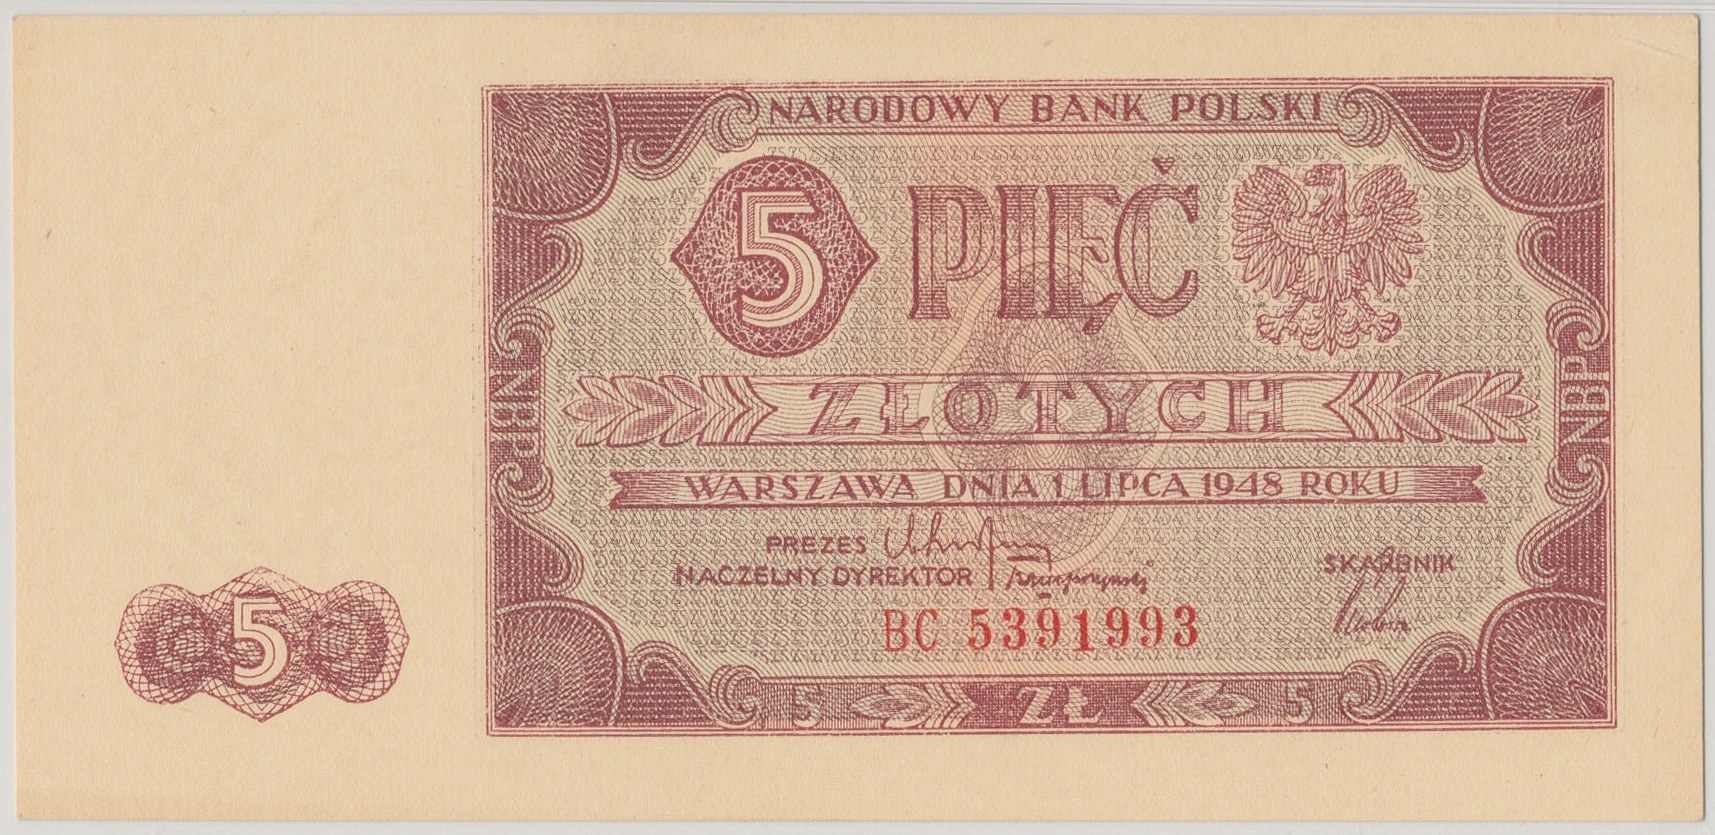 NARODOWY BANK POLSKI
5 PIĘĆ
ZŁOTYCH
NBP
NBP
WARSZAWA DNIA 1 LIPCA 1948 ROKU
PREZES
NACZELNY DYREKTOR
SKARBNIK
BC 5391993
5
5 ZŁ 5